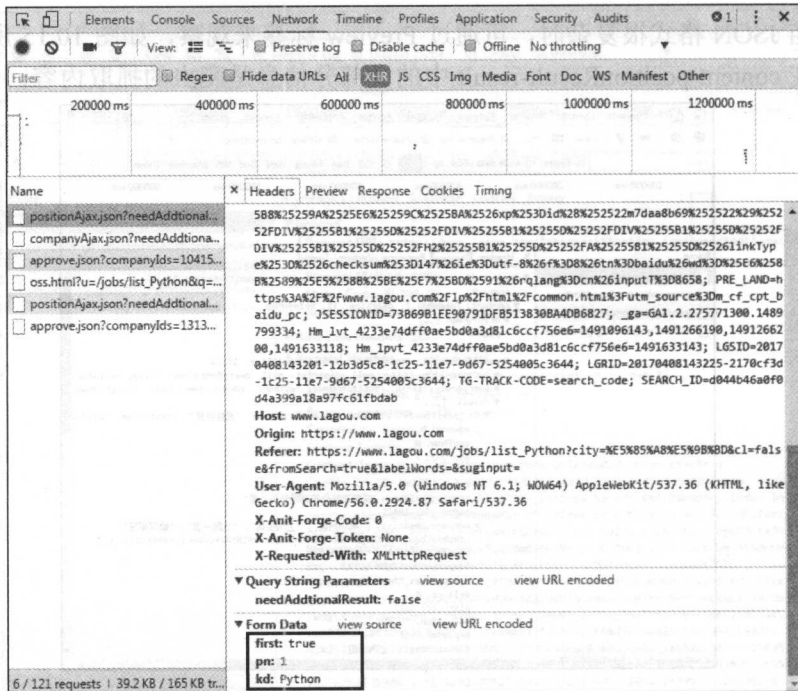 Elements Console Sources Network Timeline Profiles Application Security Audits 1
View: Preserve log Disable cache Offline No throttling
Filter Regex Hide data URLs All XHR JS CSS Img Media Font Doc WS Manifest Other
200000 ms 400000 ms 600000 ms 800000 ms 1000000 ms 1200000 ms
Name
positionAjax.json?needAddtional...
companyAjax.json?needAddtiona...
approve.json?companyIds=10415...
oss.html?u=/jobs/list_Python&q=...
positionAjax.json?needAddtional...
approve.json?companyIds=1313...
6 / 121 requests | 39.2 KB / 165 KB tr...
× Headers Preview Response Cookies Timing
5B8%25259A%2525E6%25259C%2525BA%2526xp%253Did%28%252522m7daa8b69%252522%29%252
52FDIV%25255B1%25255D%25252FDIV%25255B1%25255D%25252FDIV%25255B1%25255D%25252F
DIV%25255B1%25255D%25252FH2%25255B1%25255D%25252FA%25255B1%25255D%2526linkTyp
e%253D%2526checksum%253D147%26ie%3Dutf-8%26f%3D8%26tn%3Dbaidu%26wd%3D%25E6%258
B%2589%25E5%258B%25BE%25E7%25BD%2591%26rqlang%3Dcn%26inputT%3D8658; PRE_LAND=h
ttps%3A%2F%2Fwww.lagou.com%2Flp%2Fhtml%2Fcommon.html%3Futm_source%3Dm_cf_cpt_b
aidu_pc; JSESSIONID=73B69B1EE90791DFB513830BA4DB6827; _ga=GA1.2.275771300.1489
799334; Hm_lvt_4233e74dff0ae5bd0a3d81c6ccf756e6=1491096143,1491266190,14912662
00,1491633118; Hm_lpvt_4233e74dff0ae5bd0a3d81c6ccf756e6=1491633143; LGSID=2017
0408143201-12b3d5c8-1c25-11e7-9d67-5254005c3644; LGRID=20170408143225-2170cf3d
-1c25-11e7-9d67-5254005c3644; TG-TRACK-CODE=search_code; SEARCH_ID=d044b46a0f0
d4a399a18a97fc61fbdab
Host: www.lagou.com
Origin: https://www.lagou.com
Referer: https://www.lagou.com/jobs/list_Python?city=%E5%85%A8%E5%9B%BD&cl=fals
e&fromSearch=true&labelWords=&suginput=
User-Agent: Mozilla/5.0 (Windows NT 6.1; WOW64) AppleWebKit/537.36 (KHTML, like
Gecko) Chrome/56.0.2924.87 Safari/537.36
X-Anit-Forge-Code: 0
X-Anit-Forge-Token: None
X-Requested-With: XMLHttpRequest
▼ Query String Parameters view source view URL encoded
needAddtionalResult: false
▼ Form Data view source view URL encoded
first: true
pn: 1
kd: Python